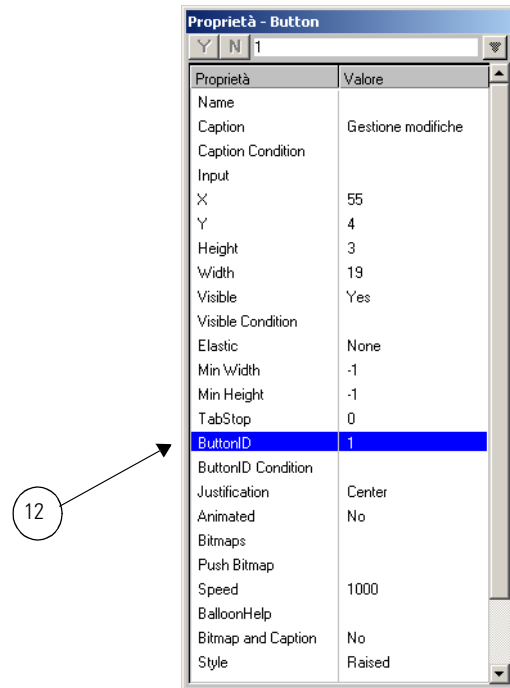 Proprietà - Button
Y N 1
Proprietà Valore
Name
Caption Gestione modifiche
Caption Condition
Input
X 55
Y 4
Height 3
Width 19
Visible Yes
Visible Condition
Elastic None
Min Width -1
Min Height -1
TabStop 0
ButtonID 1
ButtonID Condition
12
Justification Center
Animated No
Bitmaps
Push Bitmap
Speed 1000
BalloonHelp
Bitmap and Caption No
Style Raised